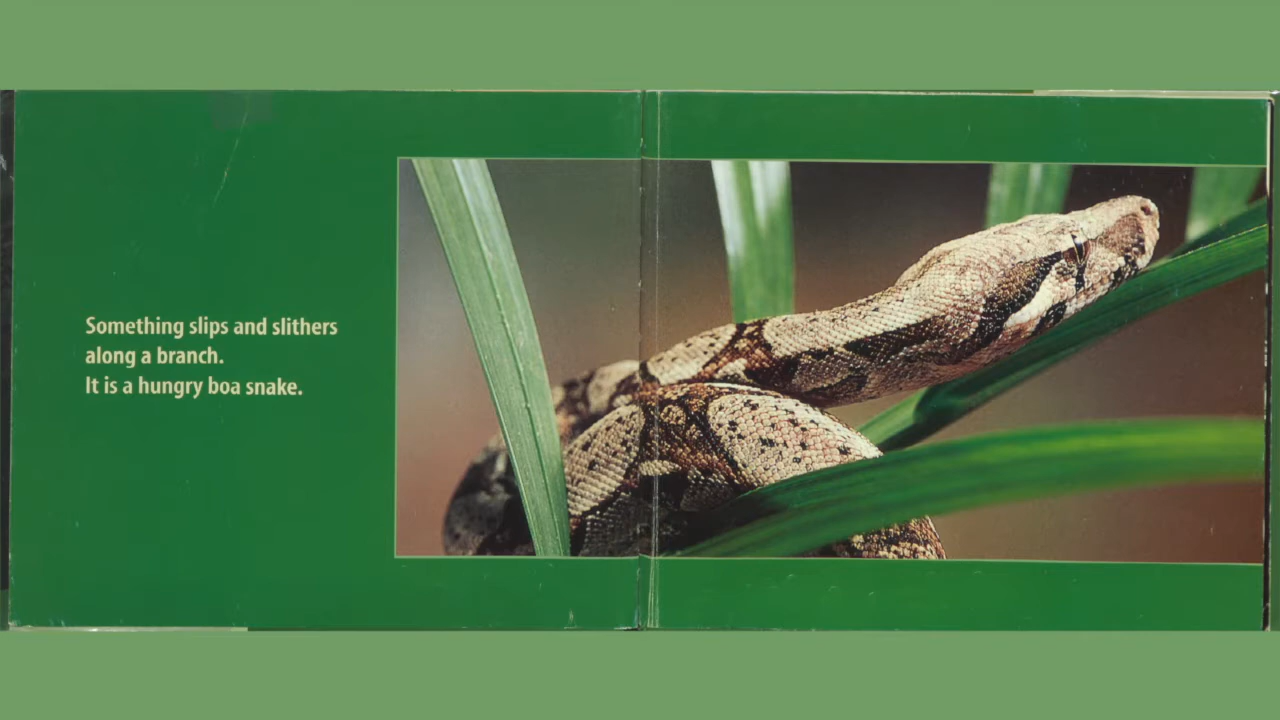 Something slips and slithers
along a branch.
It is a hungry boa snake.